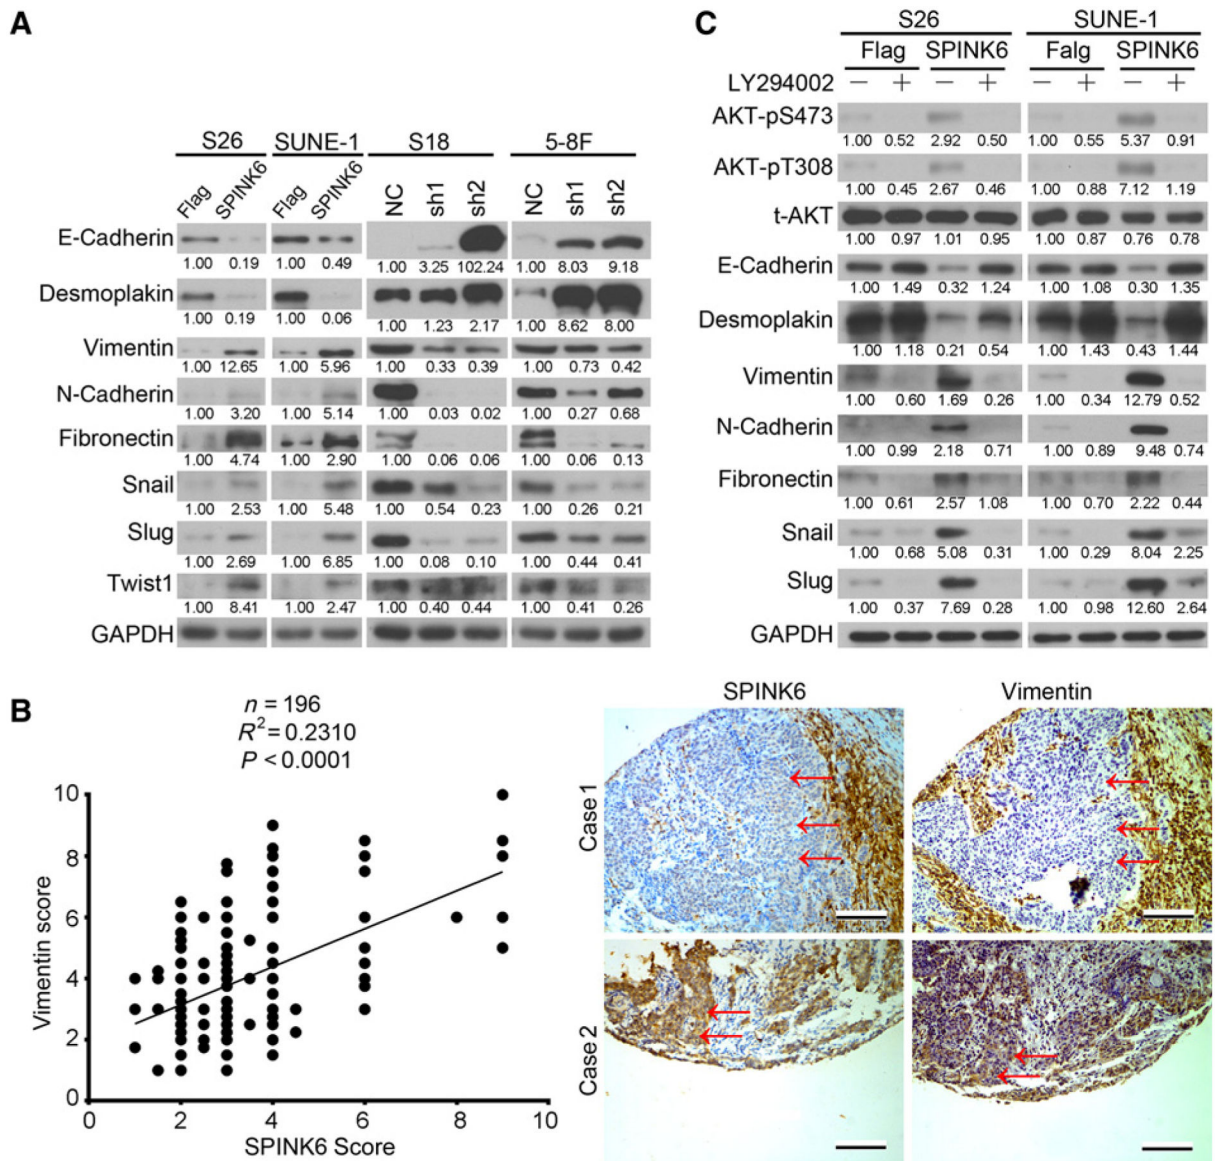 A
S26 SUNE-1 S18 5-8F
Flag SPINK6 Flag SPINK6 NC sh1 sh2 NC sh1 sh2
E-Cadherin
1.00 0.19 1.00 0.49 1.00 3.25 102.24 1.00 8.03 9.18
Desmoplakin
1.00 0.19 1.00 0.06 1.00 1.23 2.17 1.00 8.62 8.00
Vimentin
1.00 12.65 1.00 5.96 1.00 0.33 0.39 1.00 0.73 0.42
N-Cadherin
1.00 3.20 1.00 5.14 1.00 0.03 0.02 1.00 0.27 0.68
Fibronectin
1.00 4.74 1.00 2.90 1.00 0.06 0.06 1.00 0.06 0.13
Snail
1.00 2.53 1.00 5.48 1.00 0.54 0.23 1.00 0.26 0.21
Slug
1.00 2.69 1.00 6.85 1.00 0.08 0.10 1.00 0.44 0.41
Twist1
1.00 8.41 1.00 2.47 1.00 0.40 0.44 1.00 0.41 0.26
GAPDH
C
S26 SUNE-1
Flag SPINK6 Falg SPINK6
LY294002 − + − + − + − +
AKT-pS473
1.00 0.52 2.92 0.50 1.00 0.55 5.37 0.91
AKT-pT308
1.00 0.45 2.67 0.46 1.00 0.88 7.12 1.19
t-AKT
1.00 0.97 1.01 0.95 1.00 0.87 0.76 0.78
E-Cadherin
1.00 1.49 0.32 1.24 1.00 1.08 0.30 1.35
Desmoplakin
1.00 1.18 0.21 0.54 1.00 1.43 0.43 1.44
Vimentin
1.00 0.60 1.69 0.26 1.00 0.34 12.79 0.52
N-Cadherin
1.00 0.99 2.18 0.71 1.00 0.89 9.48 0.74
Fibronectin
1.00 0.61 2.57 1.08 1.00 0.70 2.22 0.44
Snail
1.00 0.68 5.08 0.31 1.00 0.29 8.04 2.25
Slug
1.00 0.37 7.69 0.28 1.00 0.98 12.60 2.64
GAPDH
B
n = 196
R² = 0.2310
P < 0.0001
Vimentin score
10
8
6
4
2
0
0 2 4 6 8 10
SPINK6 Score
SPINK6 Vimentin
Case 1
Case 2